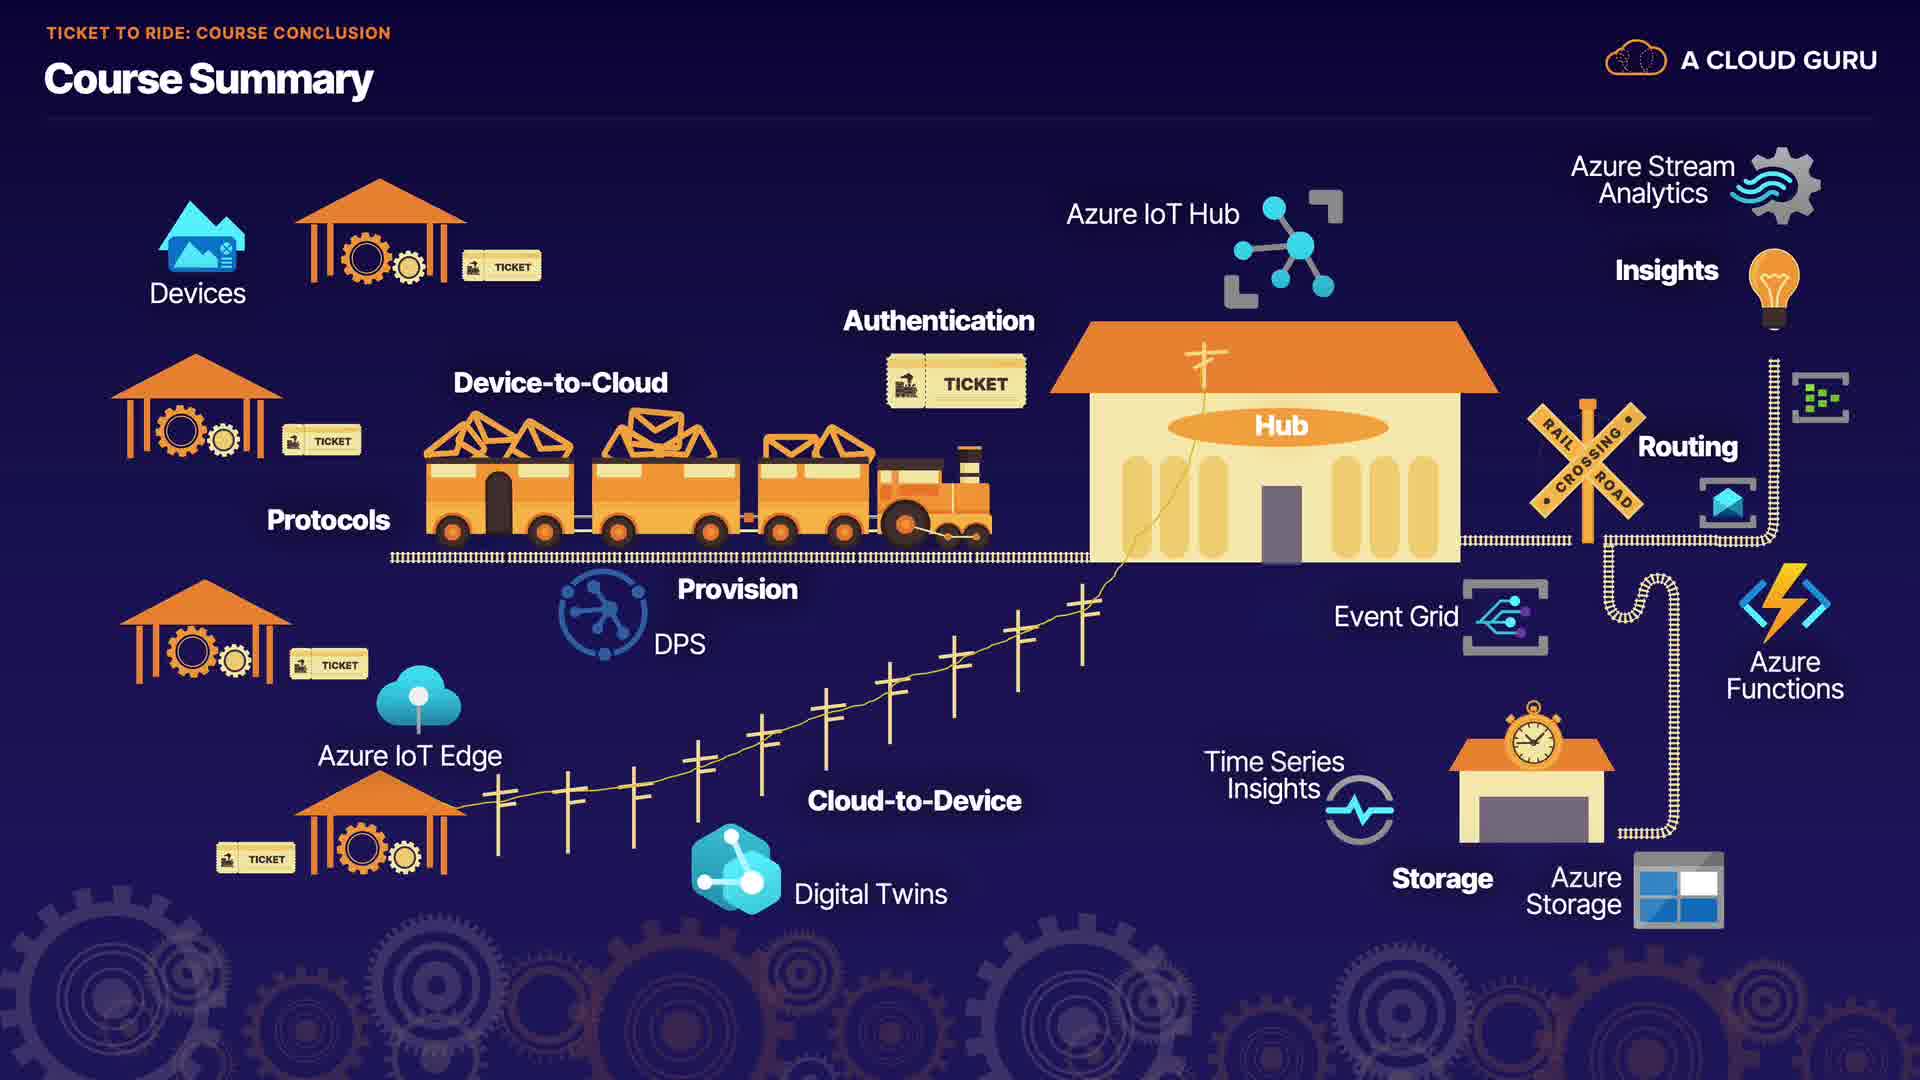 TICKET TO RIDE: COURSE CONCLUSION
Course Summary
A CLOUD GURU
Azure Stream
Analytics
Azure IoT Hub
Insights
TICKET
Devices
Authentication
TICKET
Device-to-Cloud
TICKET
Hub
RAIL
CROSSING
ROAD
Routing
Protocols
Provision
DPS
Event Grid
TICKET
Azure
Functions
Azure IoT Edge
Time Series
Insights
Cloud-to-Device
TICKET
Digital Twins
Storage
Azure
Storage